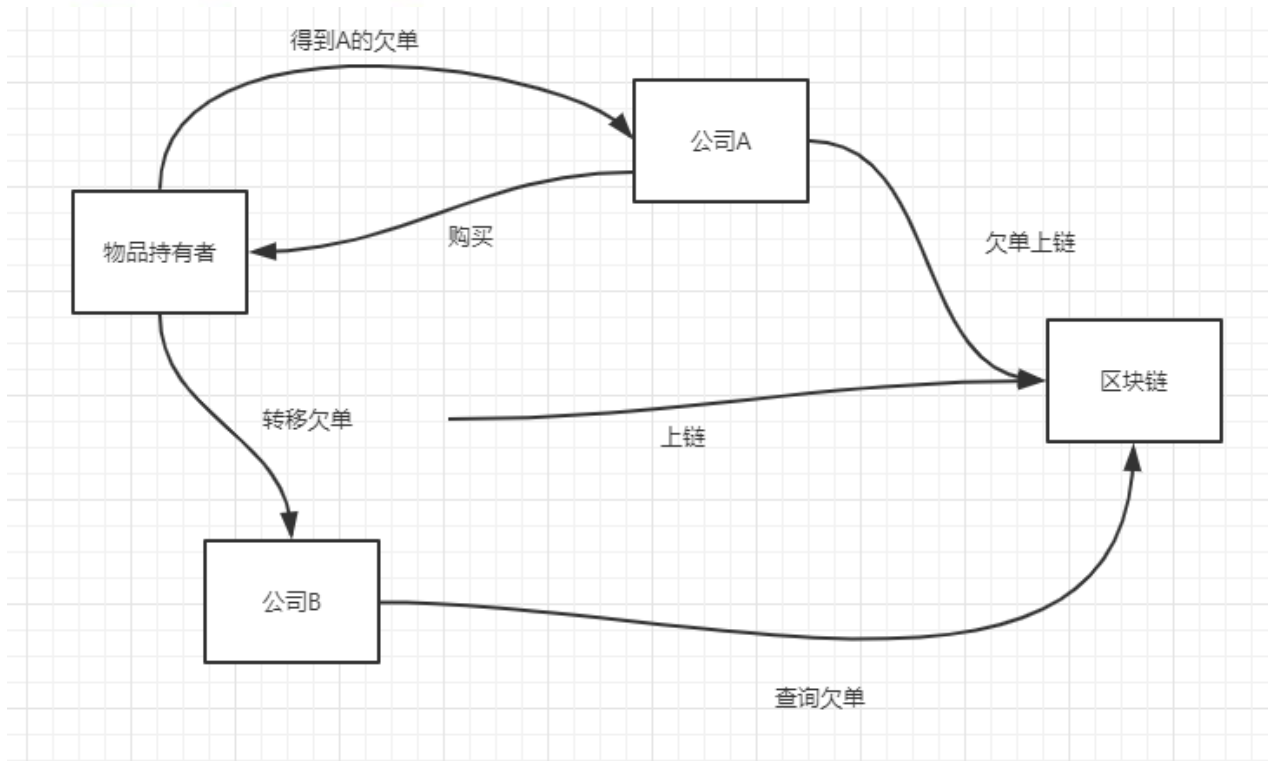 得到A的欠单
公司A
购买
物品持有者
欠单上链
区块链
转移欠单
上链
公司B
查询欠单